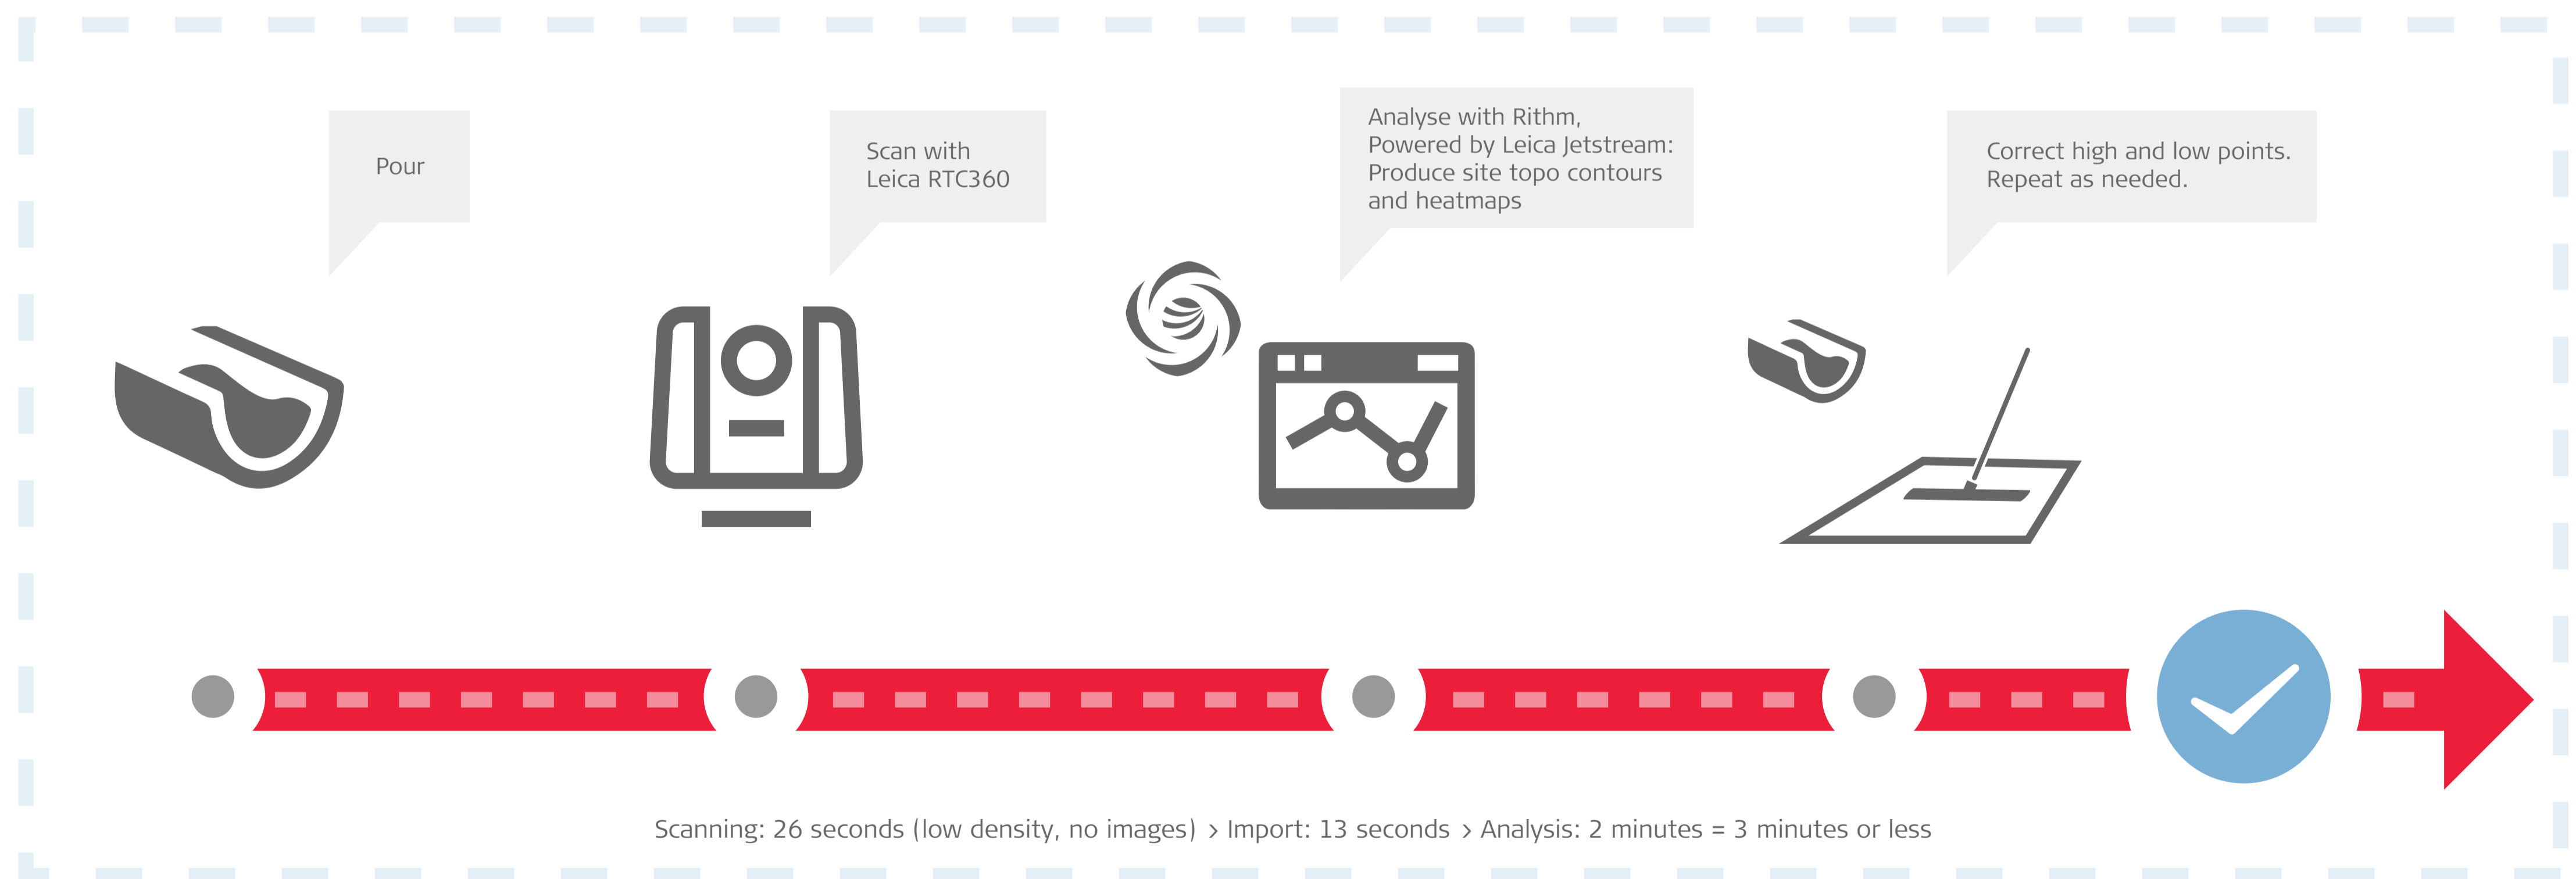 Pour
Scan with
Leica RTC360
Analyse with Rithm,
Powered by Leica Jetstream:
Produce site topo contours
and heatmaps
Correct high and low points.
Repeat as needed.
Scanning: 26 seconds (low density, no images) > Import: 13 seconds > Analysis: 2 minutes = 3 minutes or less